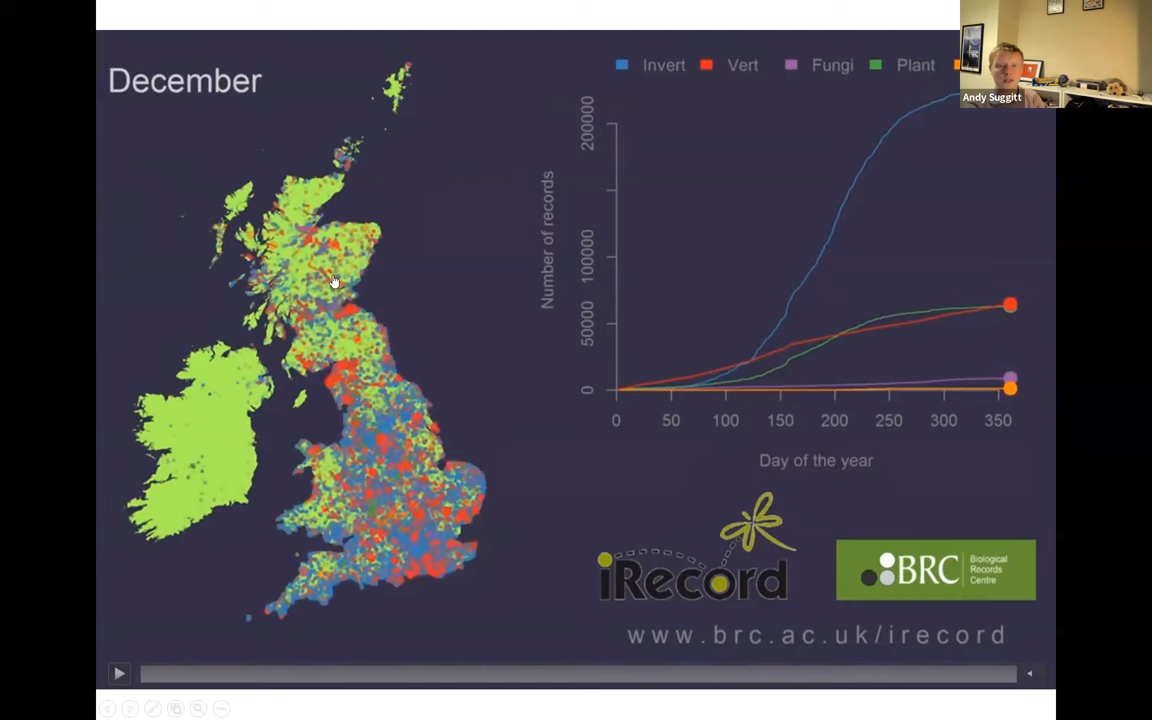 December
Invert Vert Fungi Plant
Andy Suggitt
200000
100000
50000
0
Number of records
0 50 100 150 200 250 300 350
Day of the year
iRecord
BRC Biological Records Centre
www.brc.ac.uk/irecord